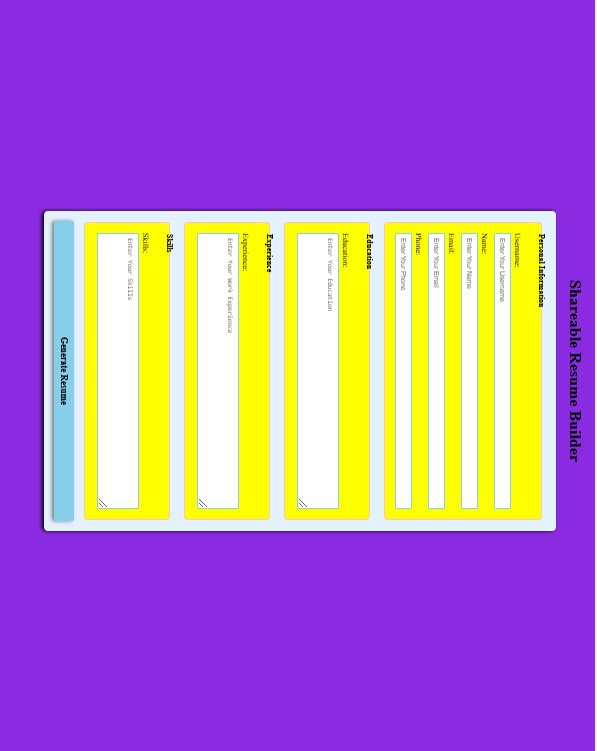 Shareable Resume Builder
Personal Information
Username:
Enter Your Username
Name:
Enter Your Name
Email:
Enter Your Email
Phone:
Enter Your Phone
Education
Education:
Enter Your Education
Experience
Experience:
Enter Your Work Experience
Skills
Skills:
Enter Your Skills
Generate Resume